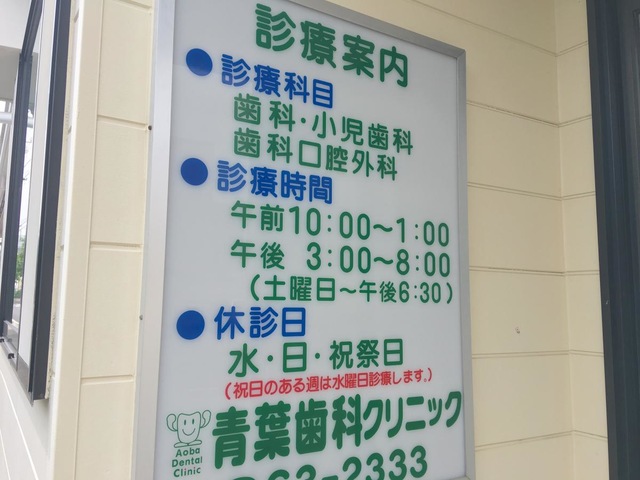 診療案内
●診療科目
歯科・小児歯科
歯科口腔外科
●診療時間
午前10:00〜1:00
午後 3:00〜8:00
(土曜日〜午後6:30)
●休診日
水・日・祝祭日
(祝日のある週は水曜日診療します。)
Aoba
Dental
Clinic
青葉歯科クリニック
63-2333